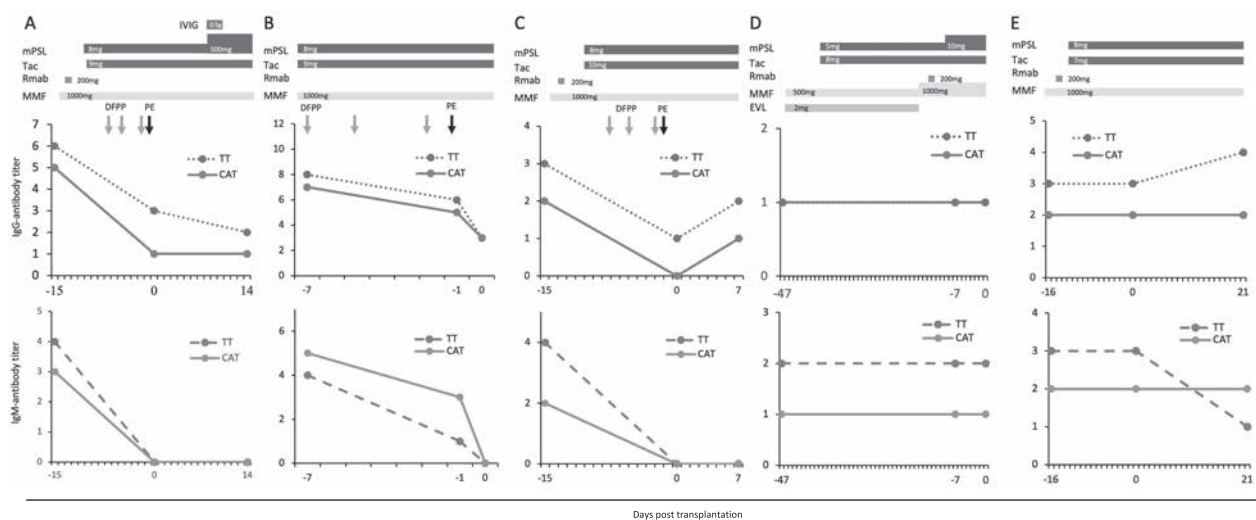 A
IVIG
0.5g
mPSL 8mg 500mg
Tac 9mg
Rmab 200mg
MMF 1000mg
DFPP PE
IgG-antibody titer
7
6
5
4
3
2
1
TT
CAT
-15 0 14
IgM-antibody titer
5
4
3
2
1
0
TT
CAT
-15 0 14
B
mPSL 8mg
Tac 9mg
Rmab
MMF 1000mg
DFPP PE
12
10
8
6
4
2
0
TT
CAT
-7 -1 0
6
4
2
0
TT
CAT
-7 -1 0
C
mPSL 8mg
Tac 10mg
Rmab 200mg
MMF 1000mg
DFPP PE
4
3
2
1
0
TT
CAT
-15 0 7
4
2
0
TT
CAT
-15 0 7
D
mPSL 5mg 10mg
Tac 8mg
Rmab 200mg
MMF 500mg 1000mg
EVL 2mg
2
1
0
TT
CAT
-47 -7 0
3
2
1
0
TT
CAT
-47 -7 0
E
mPSL 8mg
Tac 7mg
Rmab 200mg
MMF 1000mg
5
4
3
2
1
0
TT
CAT
-16 0 21
4
3
2
1
0
TT
CAT
-16 0 21
Days post transplantation